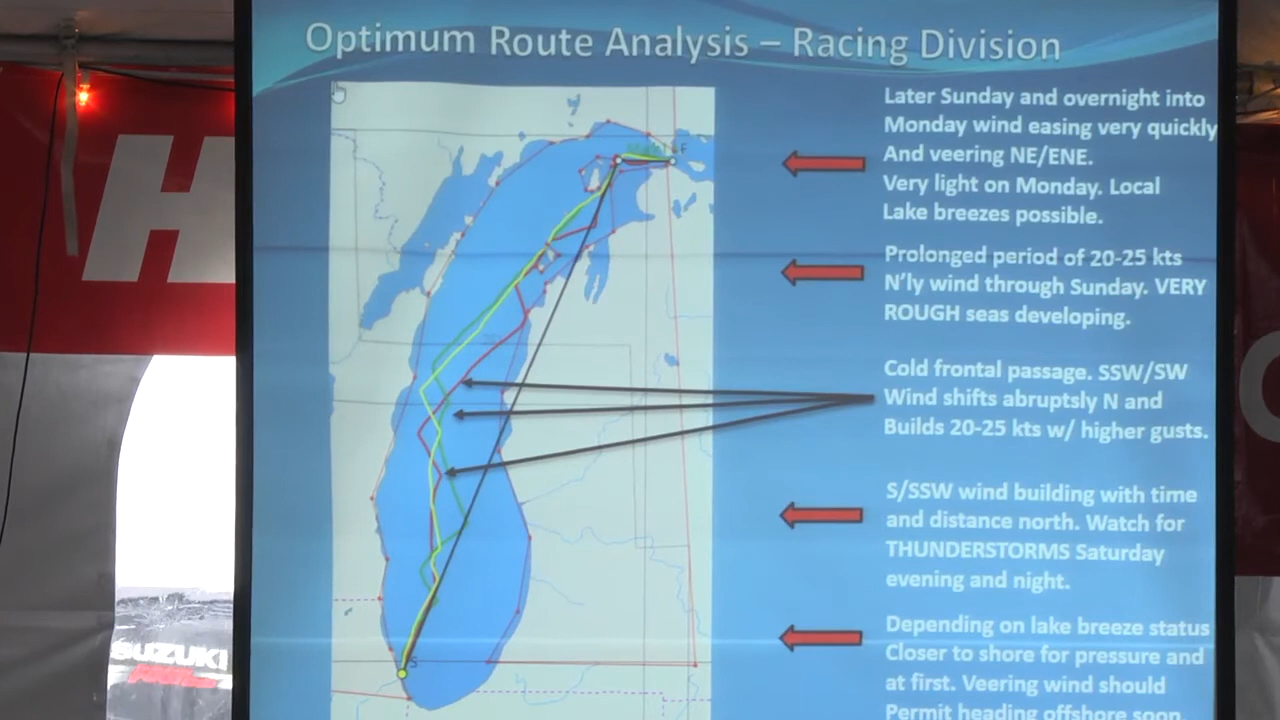 Optimum Route Analysis – Racing Division
Later Sunday and overnight into
Monday wind easing very quickly
And veering NE/ENE.
Very light on Monday. Local
Lake breezes possible.
Prolonged period of 20-25 kts
N'ly wind through Sunday. VERY
ROUGH seas developing.
Cold frontal passage. SSW/SW
Wind shifts abruptsly N and
Builds 20-25 kts w/ higher gusts.
S/SSW wind building with time
and distance north. Watch for
THUNDERSTORMS Saturday
evening and night.
Depending on lake breeze status
Closer to shore for pressure and
at first. Veering wind should
Permit heading offshore soon
F
S
H
SUZUKI